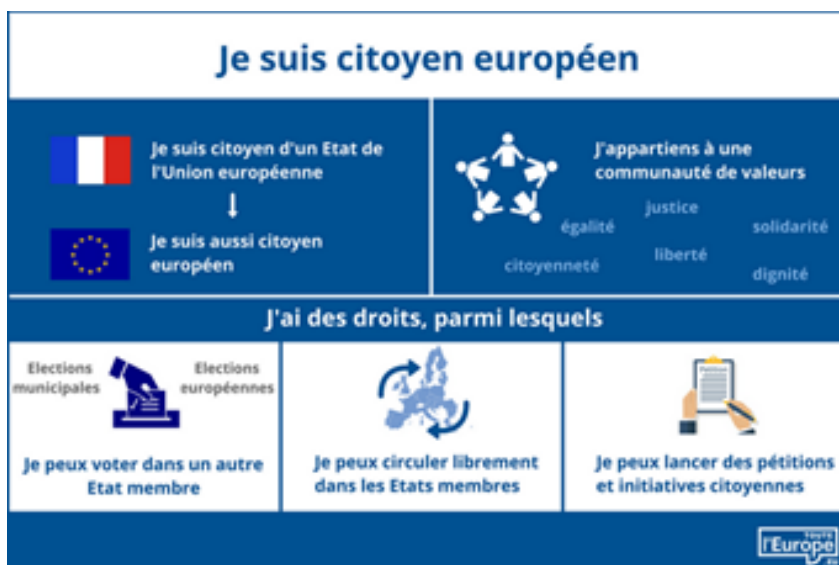 Je suis citoyen européen
Je suis citoyen d'un Etat de
l'Union européenne
Je suis aussi citoyen
européen
J'appartiens à une
communauté de valeurs
justice
égalité
solidarité
liberté
citoyenneté
dignité
J'ai des droits, parmi lesquels
Elections
municipales
Elections
européennes
Je peux voter dans un autre
Etat membre
Je peux circuler librement
dans les Etats membres
Pétition
Je peux lancer des pétitions
et initiatives citoyennes
TOUTE
l'Europe
.EU